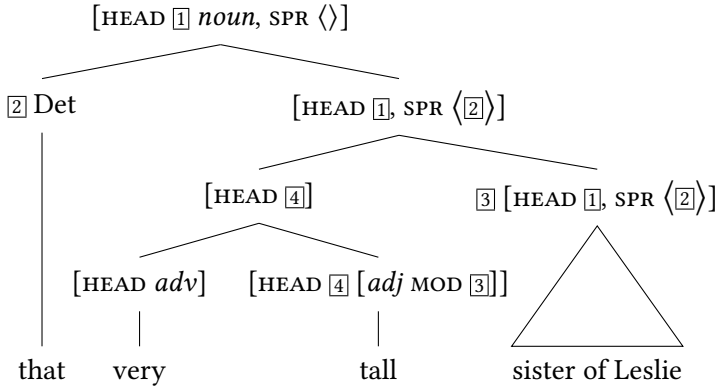 [HEAD 1 noun, SPR ⟨⟩]
2 Det [HEAD 1, SPR ⟨2⟩]
[HEAD 4] 3 [HEAD 1, SPR ⟨2⟩]
[HEAD adv] [HEAD 4 [adj MOD 3]]
that very tall sister of Leslie